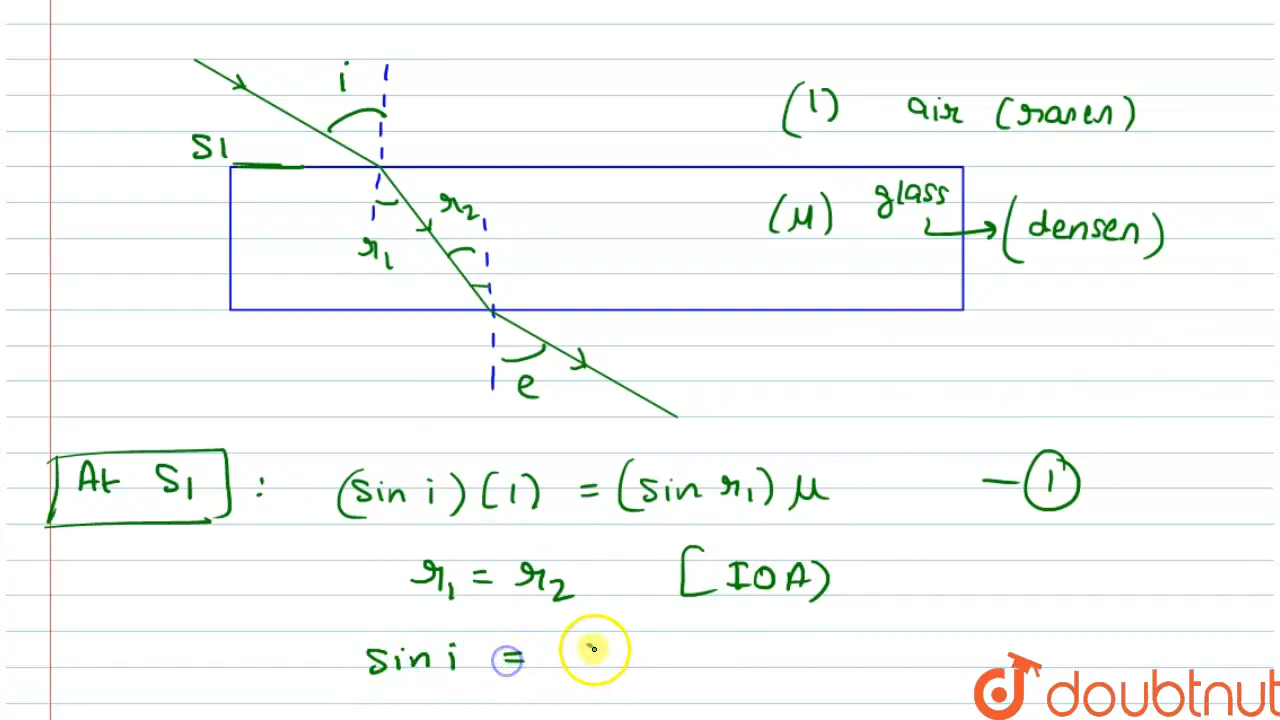 i
(1) air (rarer)
S1
r2
(μ) glass → (denser)
r1
e
At S1 : (sin i) (1) = (sin r1) μ — 1
r1 = r2 [IOA)
sin i =
doubtnut